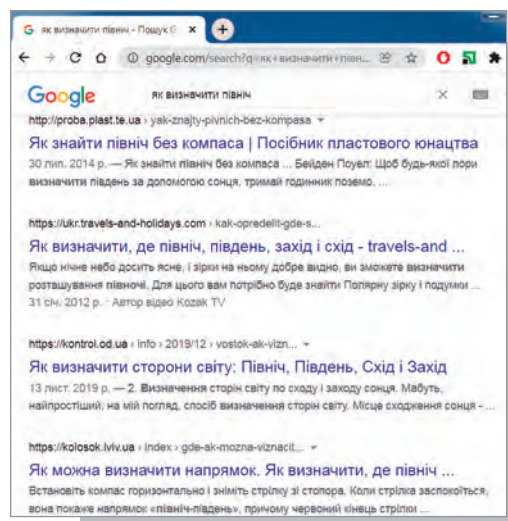 як визначити північ - Пошук G
google.com/search?q=як+визначити+півн...
Google
як визначити північ
http://proba.plast.te.ua › yak-znajty-pivnich-bez-kompasa
Як знайти північ без компаса | Посібник пластового юнацтва
30 лип. 2014 р. — Як знайти північ без компаса ... Бейден Поуел: Щоб будь-якої пори
визначити південь за допомогою сонця, тримай годинник поземо, ...
https://ukr.travels-and-holidays.com › kak-opredelit-gde-s...
Як визначити, де північ, південь, захід і схід - travels-and ...
Якщо нічне небо досить ясне, і зірки на ньому добре видно, ви зможете визначити
розташування півночі. Для цього вам потрібно буде знайти Полярну зірку і подумки ...
31 січ. 2012 р. · Автор відео Kozak TV
https://kontrol.od.ua › Info › 2019/12 › vostok-ak-vizn...
Як визначити сторони світу: Північ, Південь, Схід і Захід
13 лист. 2019 р. — 2. Визначення сторін світу по сходу і заходу сонця. Мабуть,
найпростіший, на мій погляд, спосіб визначення сторін світу. Місце сходження сонця - ...
https://kolosok.lviv.ua › index › gde-ak-mozna-viznacit...
Як можна визначити напрямок. Як визначити, де північ ...
Встановіть компас горизонтально і зніміть стрілку зі стопора. Коли стрілка заспокоїться,
вона покаже напрямок «північ-південь», причому червоний кінець стрілки ...